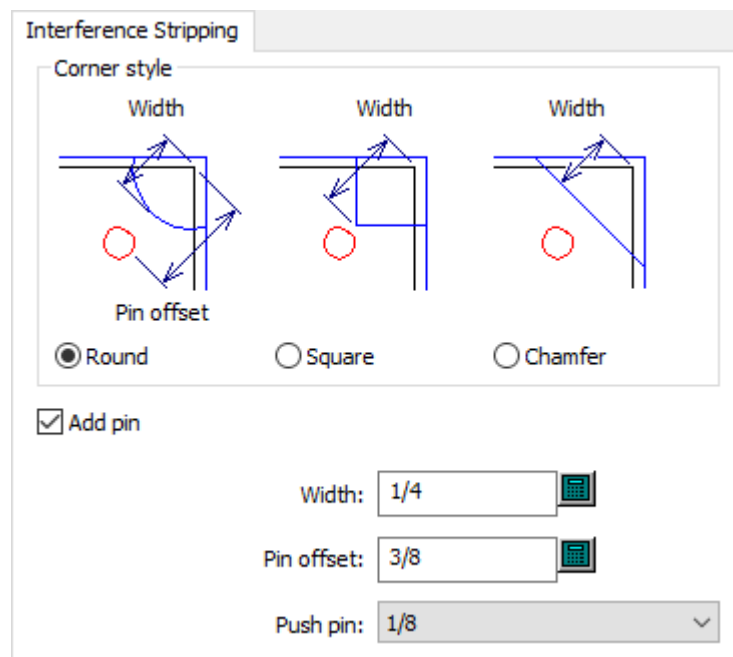 Interference Stripping
Corner style
Width Width Width
Pin offset
Round Square Chamfer
Add pin
Width: 1/4
Pin offset: 3/8
Push pin: 1/8